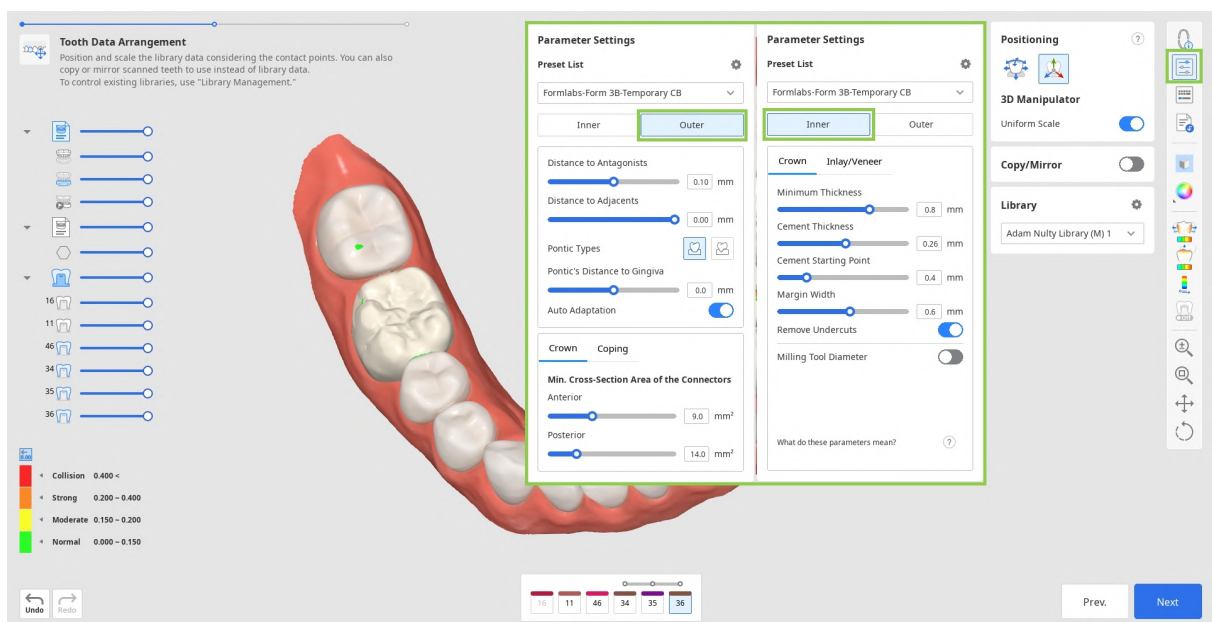 Tooth Data Arrangement
Position and scale the library data considering the contact points. You can also
copy or mirror scanned teeth to use instead of library data.
To control existing libraries, use "Library Management."
16
11
46
34
35
36
0.00
Collision 0.400 <
Strong 0.200 ~ 0.400
Moderate 0.150 ~ 0.200
Normal 0.000 ~ 0.150
Undo
Redo
Parameter Settings
Preset List
Formlabs-Form 3B-Temporary CB
Inner Outer
Distance to Antagonists
0.10 mm
Distance to Adjacents
0.00 mm
Pontic Types
Pontic's Distance to Gingiva
0.0 mm
Auto Adaptation
Crown Coping
Min. Cross-Section Area of the Connectors
Anterior
9.0 mm²
Posterior
14.0 mm²
Parameter Settings
Preset List
Formlabs-Form 3B-Temporary CB
Inner Outer
Crown Inlay/Veneer
Minimum Thickness
0.8 mm
Cement Thickness
0.26 mm
Cement Starting Point
0.4 mm
Margin Width
0.6 mm
Remove Undercuts
Milling Tool Diameter
What do these parameters mean? ?
Positioning ?
3D Manipulator
Uniform Scale
Copy/Mirror
Library
Adam Nulty Library (M) 1
16 11 46 34 35 36
Prev. Next